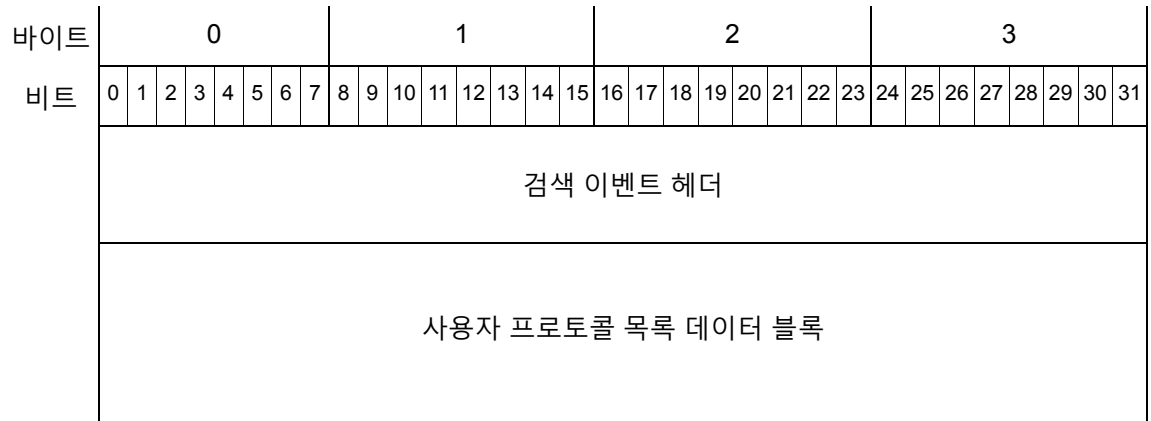 바이트 0 1 2 3
비트 0 1 2 3 4 5 6 7 8 9 10 11 12 13 14 15 16 17 18 19 20 21 22 23 24 25 26 27 28 29 30 31
검색 이벤트 헤더
사용자 프로토콜 목록 데이터 블록